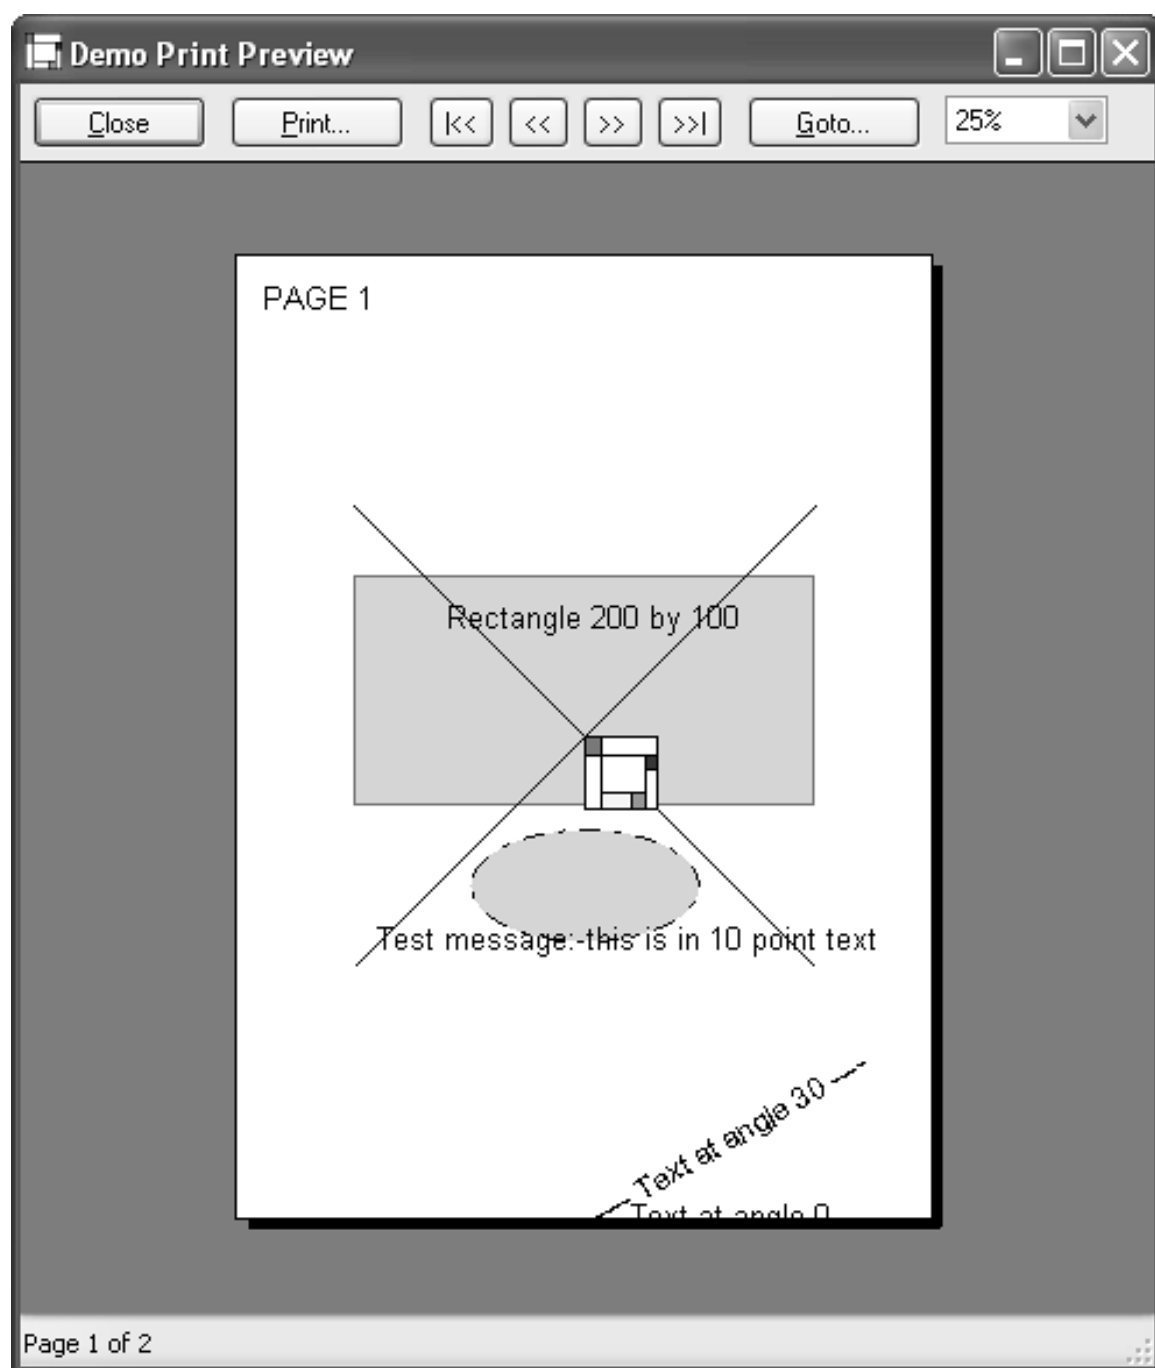 Demo Print Preview
Close Print... |<< << >> >>| Goto... 25%
PAGE 1
Rectangle 200 by 100
Test message:-this is in 10 point text
Text at angle 30
Text at angle 0
Page 1 of 2